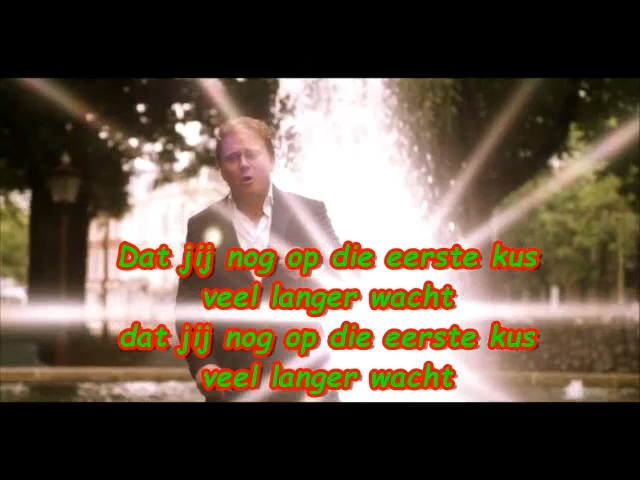 Dat jij nog op die eerste kus
veel langer wacht
dat jij nog op die eerste kus
veel langer wacht